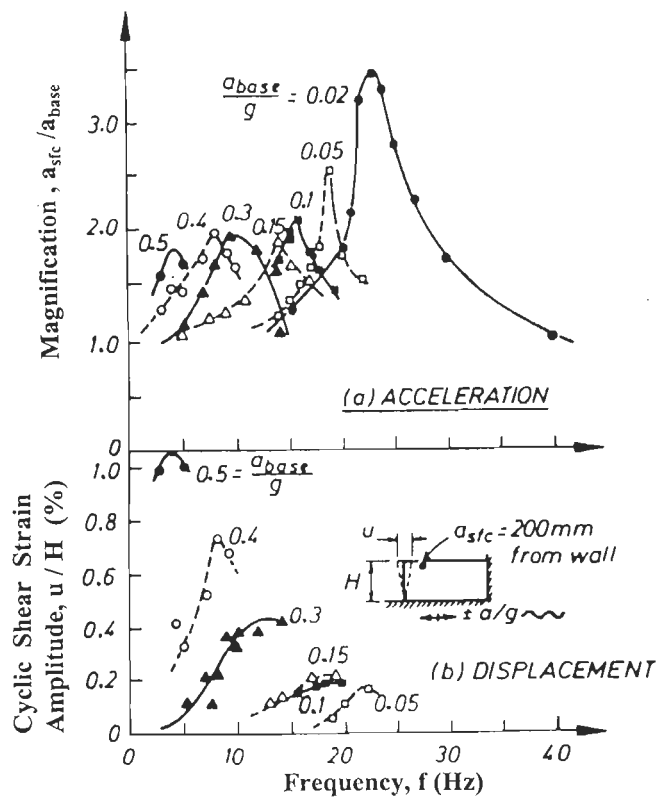 Magnification , a_sfc /a_base
3.0
2.0
1.0
0
a_base/g = 0.02
0.05
0.1
0.15
0.3
0.4
0.5
(a) ACCELERATION
Cyclic Shear Strain
Amplitude, u / H (%)
1.0
0.8
0.6
0.4
0.2
0.0
0.5 = a_base/g
0.4
0.3
0.15
0.1
0.05
u
H
a_sfc = 200mm
from wall
± a/g
(b) DISPLACEMENT
0 10 20 30 40
Frequency, f (Hz)